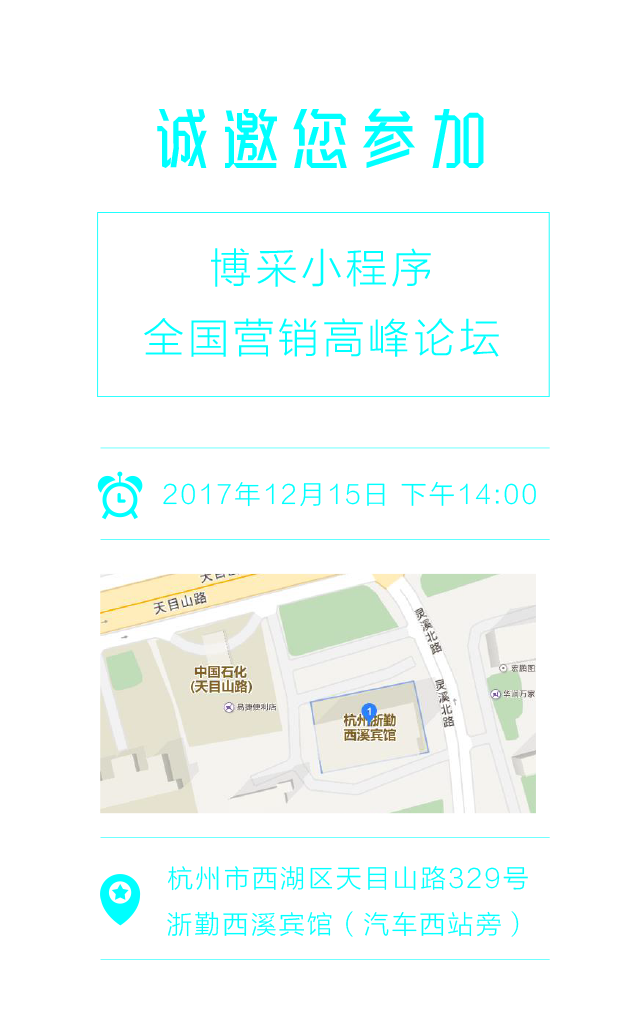 诚邀您参加
博采小程序
全国营销高峰论坛
2017年12月15日 下午14:00
天目山路
天目山路
灵溪北路
中国石化
(天目山路)
宏鹏图
灵溪北路
华润万家
易捷便利店
1
杭州浙勤
西溪宾馆
杭州市西湖区天目山路329号
浙勤西溪宾馆（汽车西站旁）